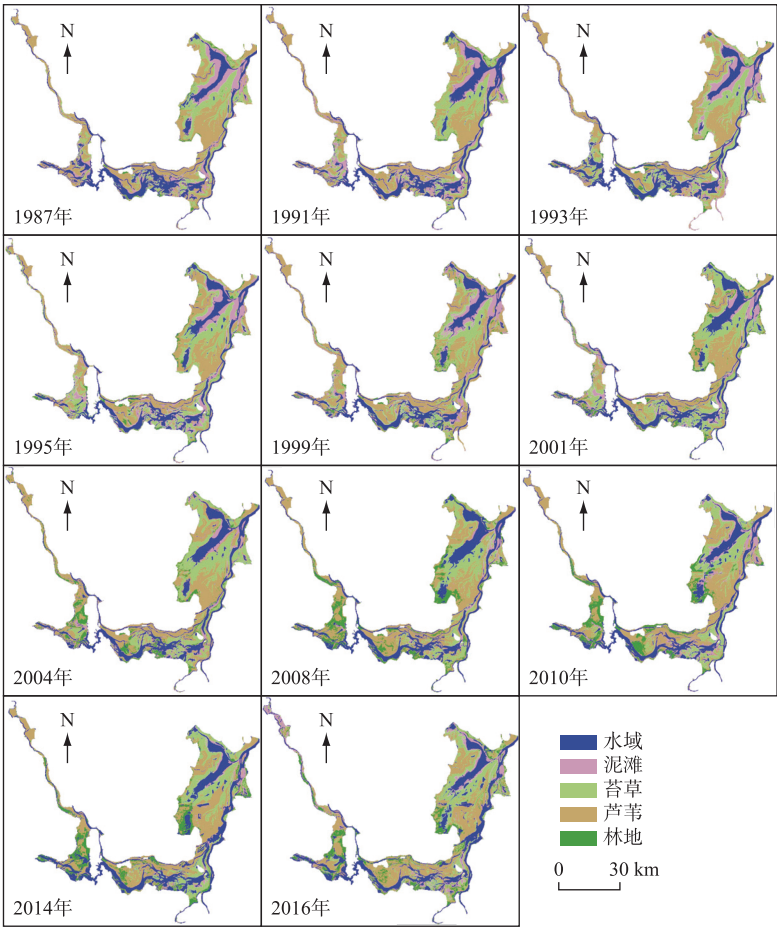 N
1987年
N
1991年
N
1993年
N
1995年
N
1999年
N
2001年
N
2004年
N
2008年
N
2010年
N
2014年
N
2016年
水域
泥滩
苔草
芦苇
林地
0 30 km